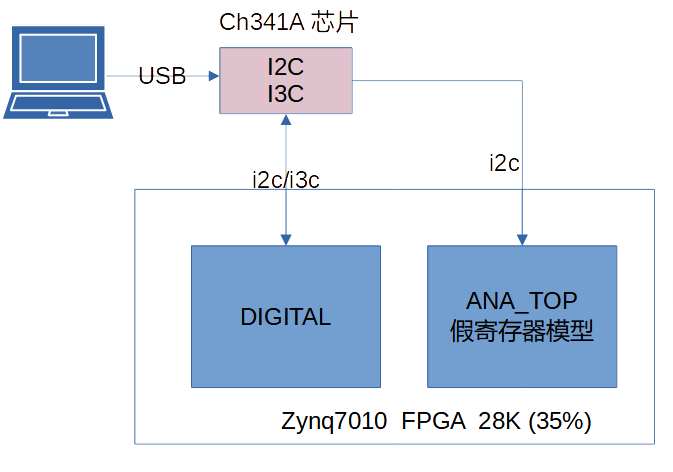 Ch341A 芯片
USB
I2C
I3C
i2c/i3c
i2c
DIGITAL
ANA_TOP
假寄存器模型
Zynq7010  FPGA  28K (35%)